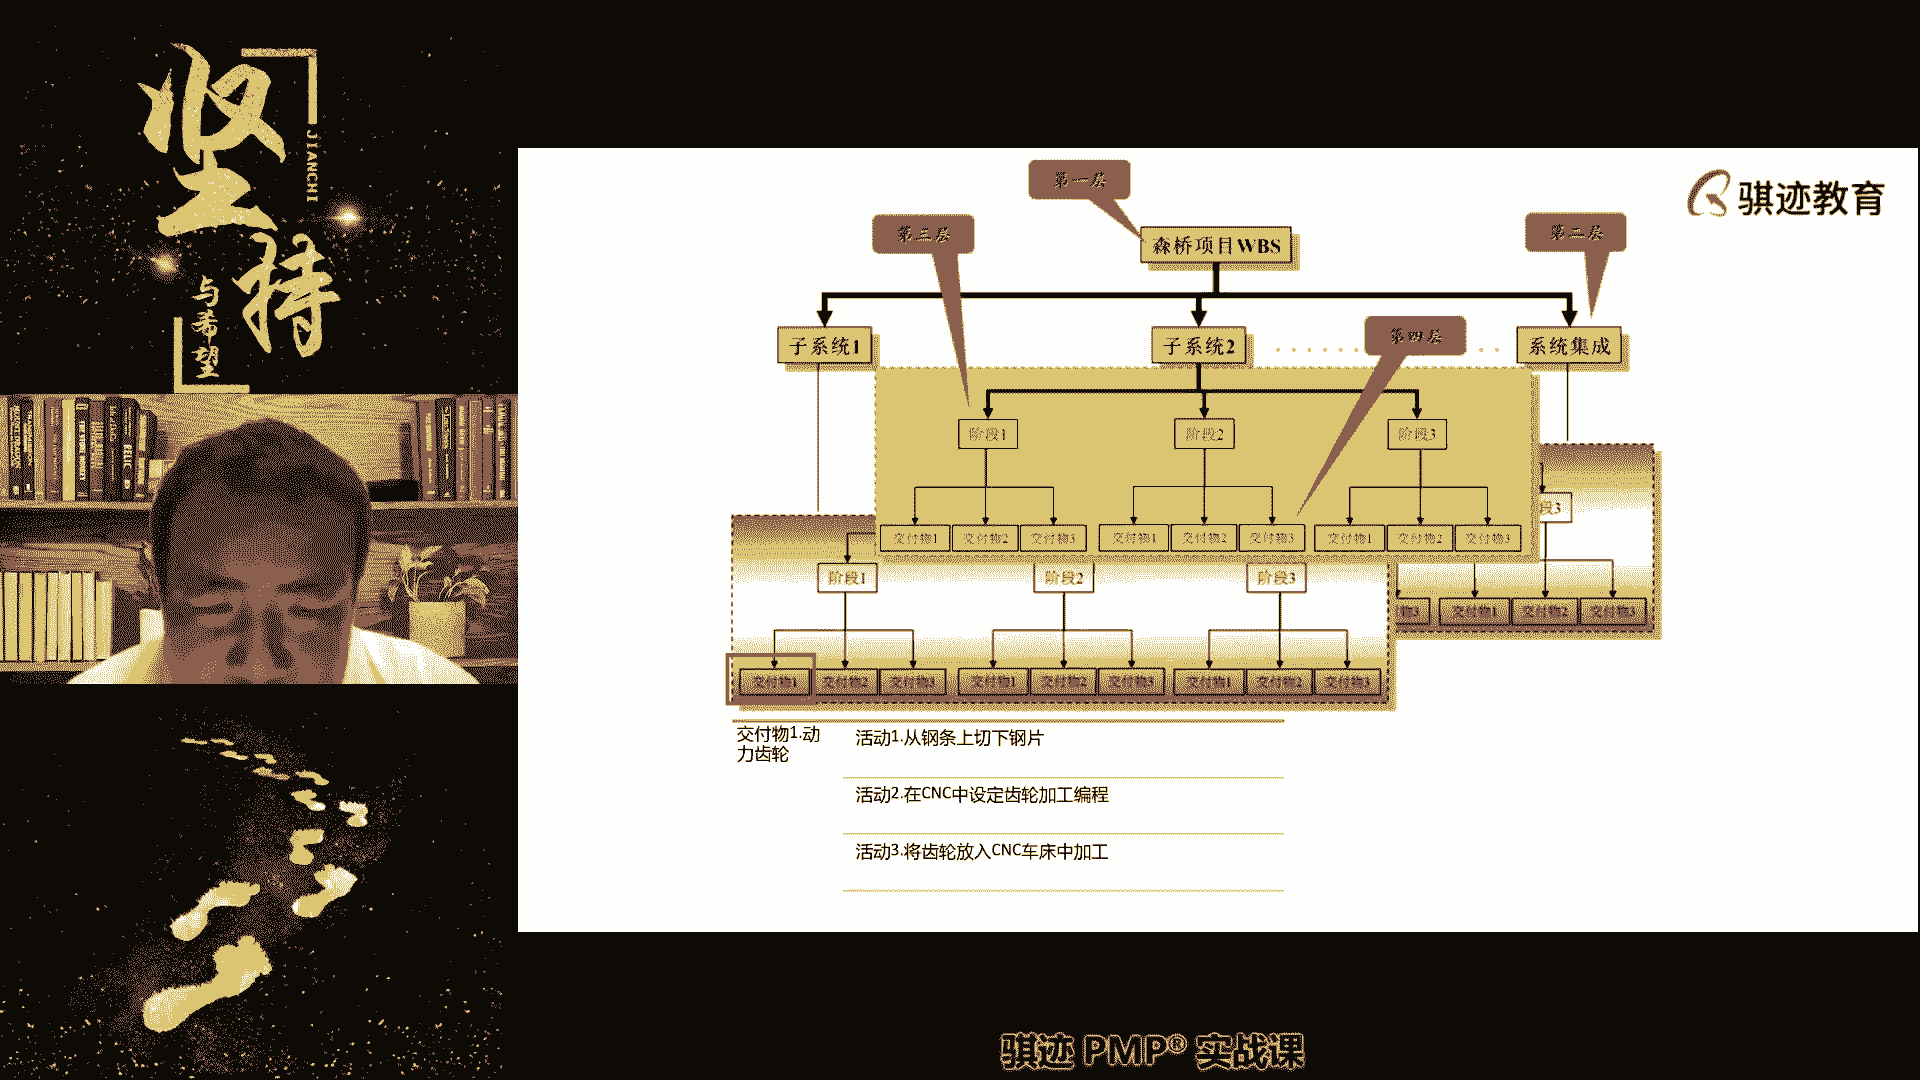 坚持
JIANCHI
与希望
骐迹教育
第一层
第三层
森桥项目WBS
第二层
子系统1
子系统2
第四层
系统集成
阶段1
阶段2
阶段3
段3
交付物1 交付物2 交付物3 交付物1 交付物2 交付物3 交付物1 交付物2 交付物3
阶段1
阶段2
阶段3
物3 交付物1 交付物2 交付物3
交付物1 交付物2 交付物3 交付物1 交付物2 交付物3 交付物1 交付物2 交付物3
交付物1.动
力齿轮
活动1.从钢条上切下钢片
活动2.在CNC中设定齿轮加工编程
活动3.将齿轮放入CNC车床中加工
骐迹 PMP® 实战课